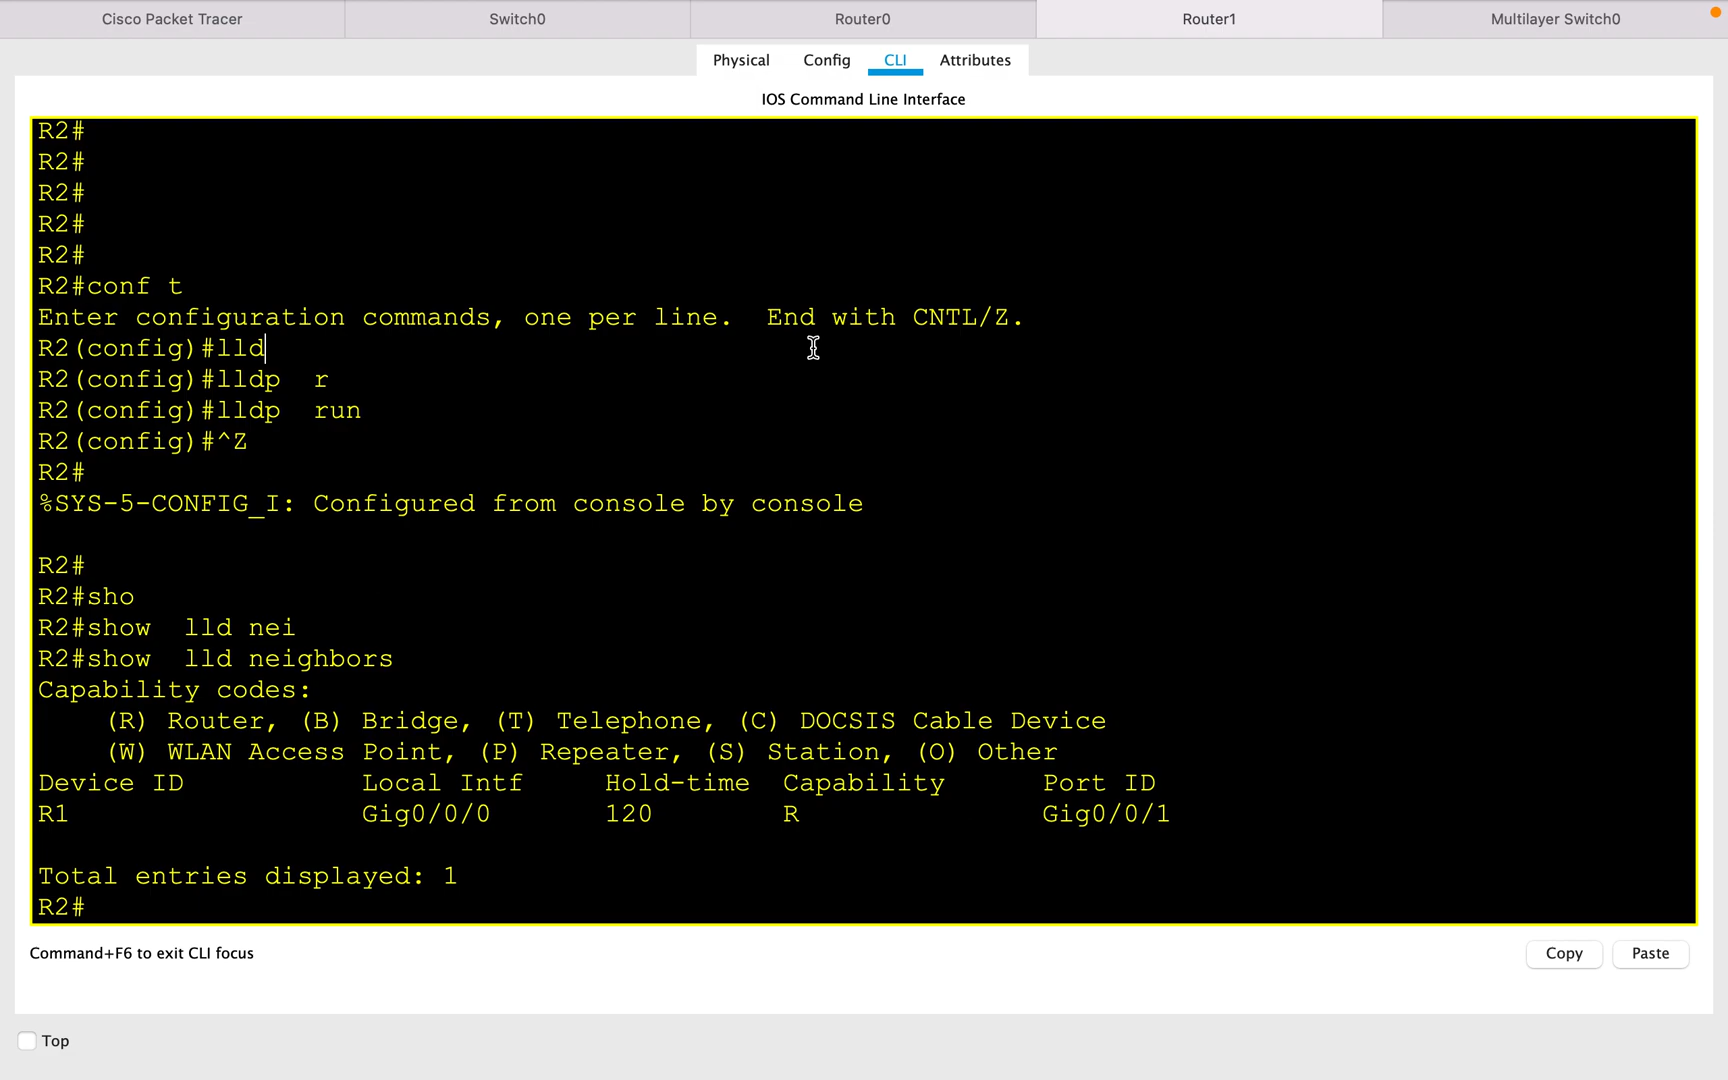 Cisco Packet Tracer Switch0 Router0 Router1 Multilayer Switch0
Physical Config CLI Attributes
IOS Command Line Interface
R2#
R2#
R2#
R2#
R2#
R2#conf t
Enter configuration commands, one per line.  End with CNTL/Z.
R2(config)#lld
R2(config)#lldp  r
R2(config)#lldp  run
R2(config)#^Z
R2#
%SYS-5-CONFIG_I: Configured from console by console
R2#
R2#sho
R2#show  lld nei
R2#show  lld neighbors
Capability codes:
(R) Router, (B) Bridge, (T) Telephone, (C) DOCSIS Cable Device
(W) WLAN Access Point, (P) Repeater, (S) Station, (O) Other
Device ID Local Intf Hold-time Capability Port ID
R1 Gig0/0/0 120 R Gig0/0/1
Total entries displayed: 1
R2#
Command+F6 to exit CLI focus Copy Paste
Top